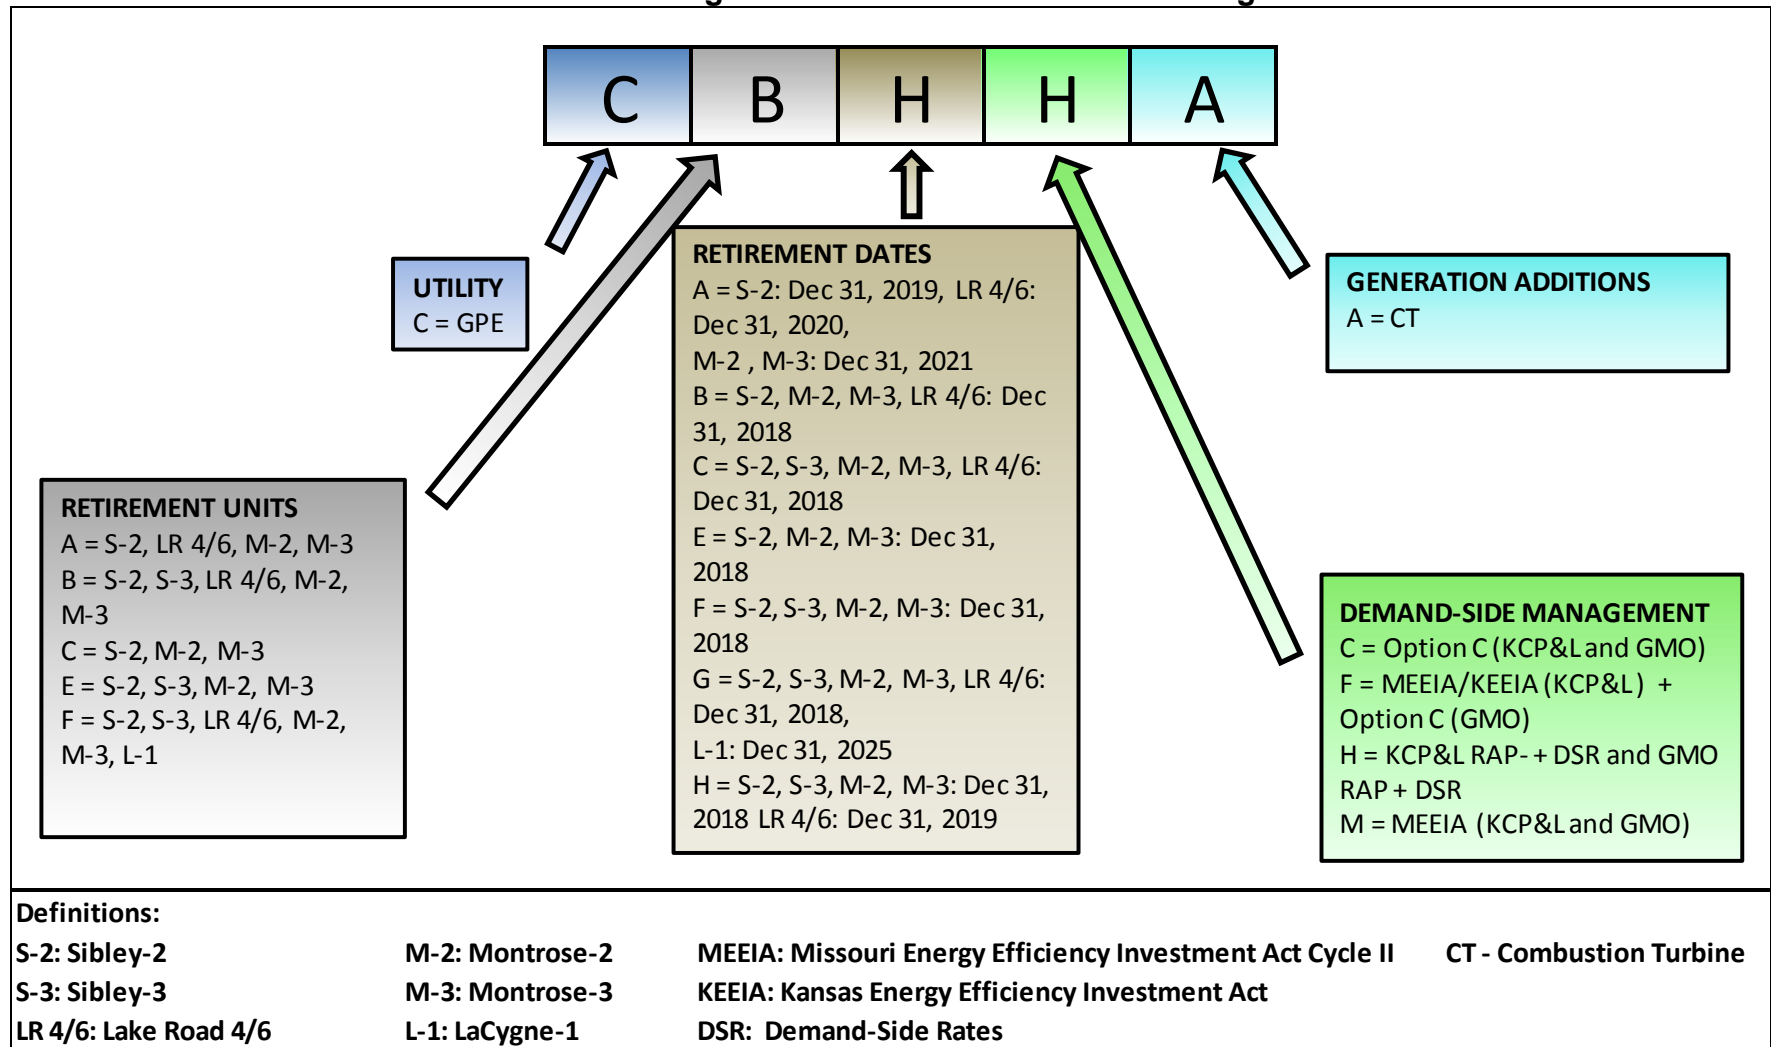 C B H H A
UTILITY
C = GPE
RETIREMENT UNITS
A = S-2, LR 4/6, M-2, M-3
B = S-2, S-3, LR 4/6, M-2,
M-3
C = S-2, M-2, M-3
E = S-2, S-3, M-2, M-3
F = S-2, S-3, LR 4/6, M-2,
M-3, L-1
RETIREMENT DATES
A = S-2: Dec 31, 2019, LR 4/6:
Dec 31, 2020,
M-2 , M-3: Dec 31, 2021
B = S-2, M-2, M-3, LR 4/6: Dec
31, 2018
C = S-2, S-3, M-2, M-3, LR 4/6:
Dec 31, 2018
E = S-2, M-2, M-3: Dec 31,
2018
F = S-2, S-3, M-2, M-3: Dec 31,
2018
G = S-2, S-3, M-2, M-3, LR 4/6:
Dec 31, 2018,
L-1: Dec 31, 2025
H = S-2, S-3, M-2, M-3: Dec 31,
2018 LR 4/6: Dec 31, 2019
GENERATION ADDITIONS
A = CT
DEMAND-SIDE MANAGEMENT
C = Option C (KCP&L and GMO)
F = MEEIA/KEEIA (KCP&L) +
Option C (GMO)
H = KCP&L RAP- + DSR and GMO
RAP + DSR
M = MEEIA (KCP&L and GMO)
Definitions:
S-2: Sibley-2 M-2: Montrose-2 MEEIA: Missouri Energy Efficiency Investment Act Cycle II CT - Combustion Turbine
S-3: Sibley-3 M-3: Montrose-3 KEEIA: Kansas Energy Efficiency Investment Act
LR 4/6: Lake Road 4/6 L-1: LaCygne-1 DSR: Demand-Side Rates